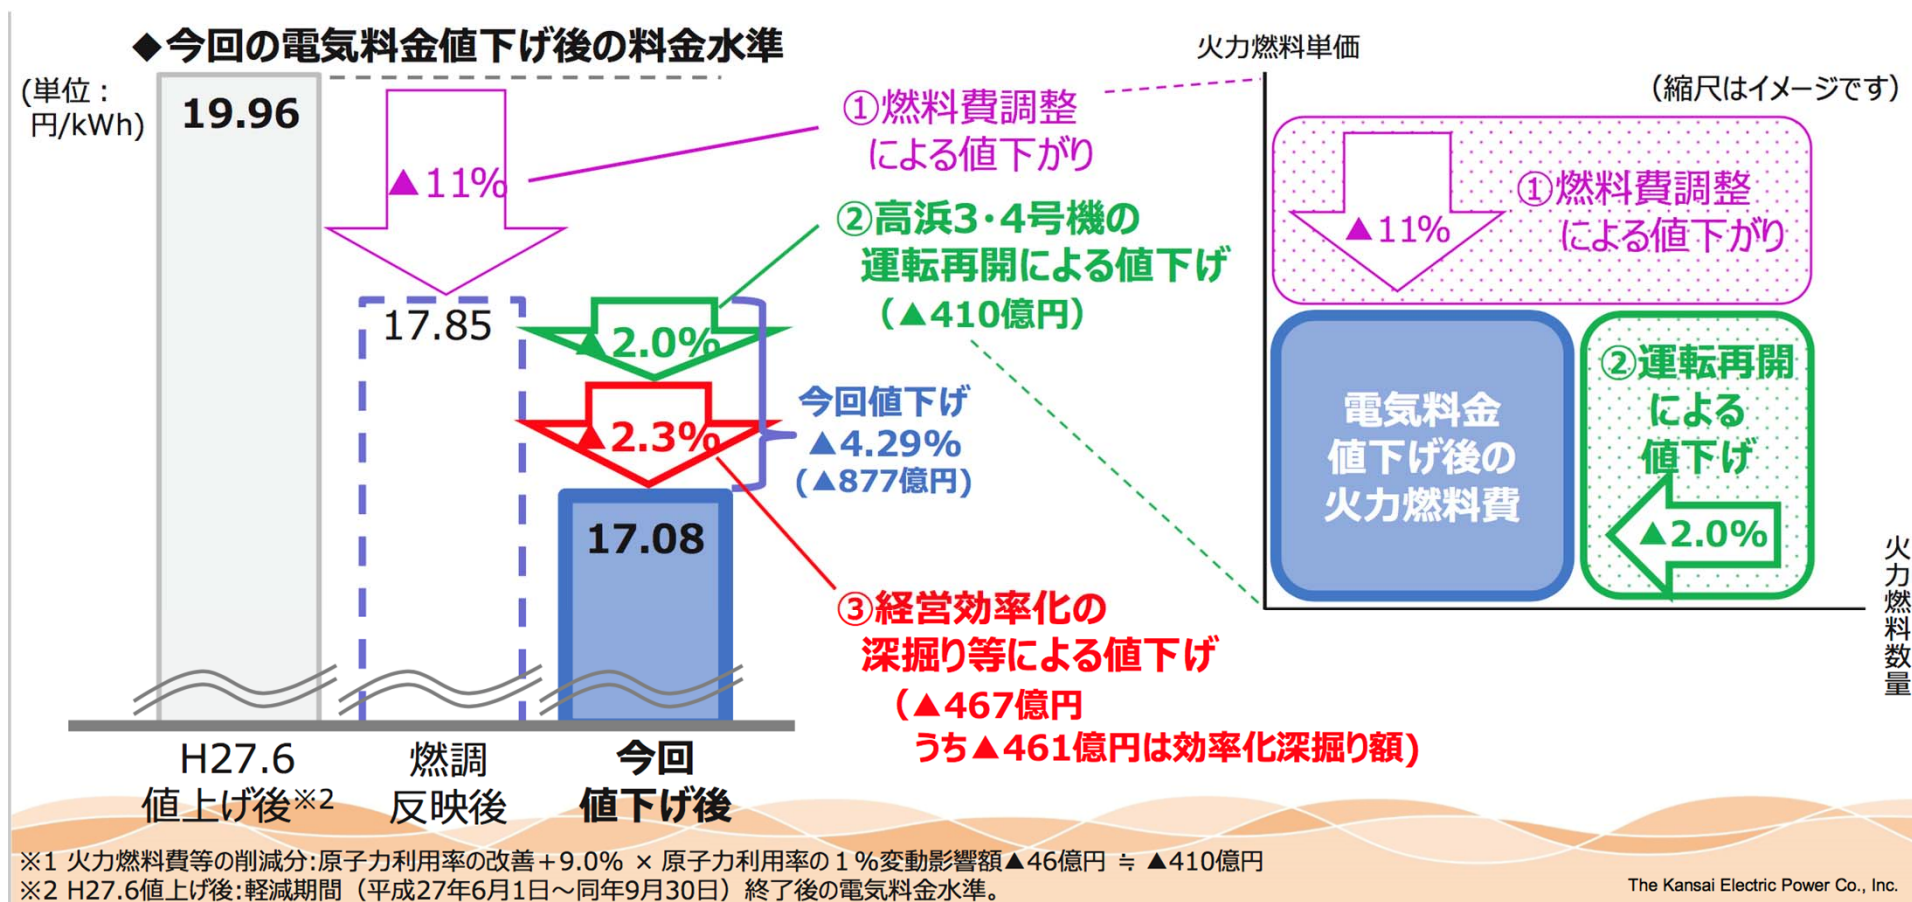 ◆今回の電気料金値下げ後の料金水準
(単位：
円/kWh)
19.96
▲11%
17.85
▲2.0%
▲2.3%
17.08
今回値下げ
▲4.29%
(▲877億円)
①燃料費調整
による値下がり
②高浜3・4号機の
運転再開による値下げ
（▲410億円）
③経営効率化の
深掘り等による値下げ
（▲467億円
うち▲461億円は効率化深掘り額)
H27.6
値上げ後※2
燃調
反映後
今回
値下げ後
火力燃料単価
（縮尺はイメージです）
①燃料費調整
による値下がり
▲11%
電気料金
値下げ後の
火力燃料費
②運転再開
による
値下げ
▲2.0%
火力燃料数量
※1 火力燃料費等の削減分:原子力利用率の改善＋9.0% × 原子力利用率の１%変動影響額▲46億円 ≒ ▲410億円
※2 H27.6値上げ後:軽減期間（平成27年6月1日～同年9月30日）終了後の電気料金水準。
The Kansai Electric Power Co., Inc.